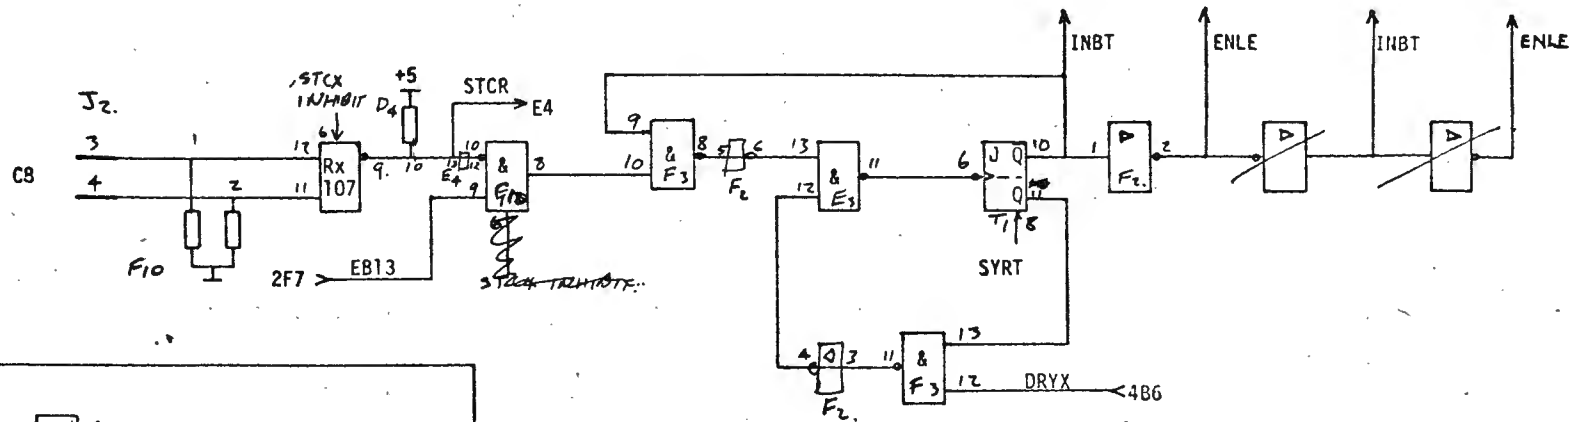 INBT
ENLE
INBT
ENLE
STCX
INHIBIT
+5
D4
STCR
E4
J2.
3
1
12
6
Rx
107
9.
10
13
12
10
E4
&
8
9
9
10
&
F3
8
5
6
F2
13
12
&
E3
11
6
J Q
10
Q
T1
8
SYRT
1
F2.
2
C8
4
2
11
F10
2F7
EB13
4
3
11
F2.
&
F3
13
12
DRYX
4B6